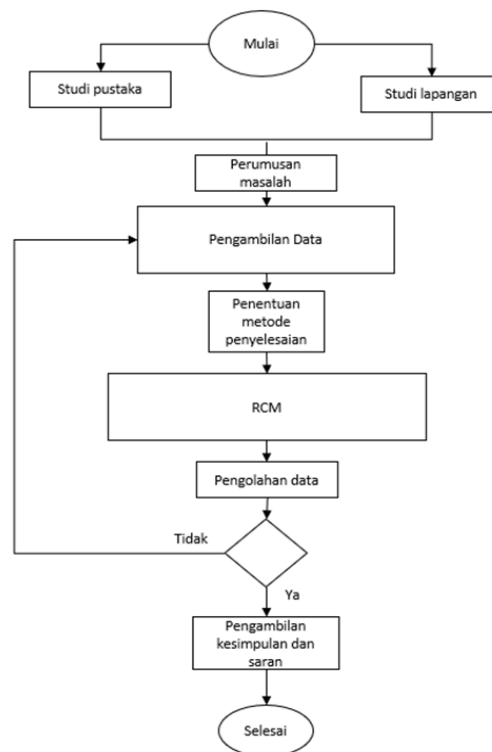 Mulai
Studi pustaka
Studi lapangan
Perumusan
masalah
Pengambilan Data
Penentuan
metode
penyelesaian
RCM
Pengolahan data
Tidak
Ya
Pengambilan
kesimpulan dan
saran
Selesai